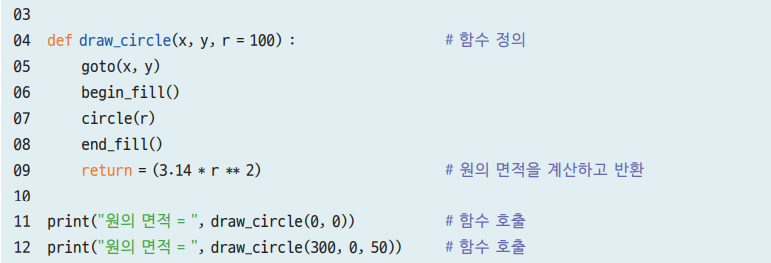 03
04 def draw_circle(x, y, r = 100) : # 함수 정의
05 goto(x, y)
06 begin_fill()
07 circle(r)
08 end_fill()
09 return = (3.14 * r ** 2) # 원의 면적을 계산하고 반환
10
11 print("원의 면적 = ", draw_circle(0, 0)) # 함수 호출
12 print("원의 면적 = ", draw_circle(300, 0, 50)) # 함수 호출